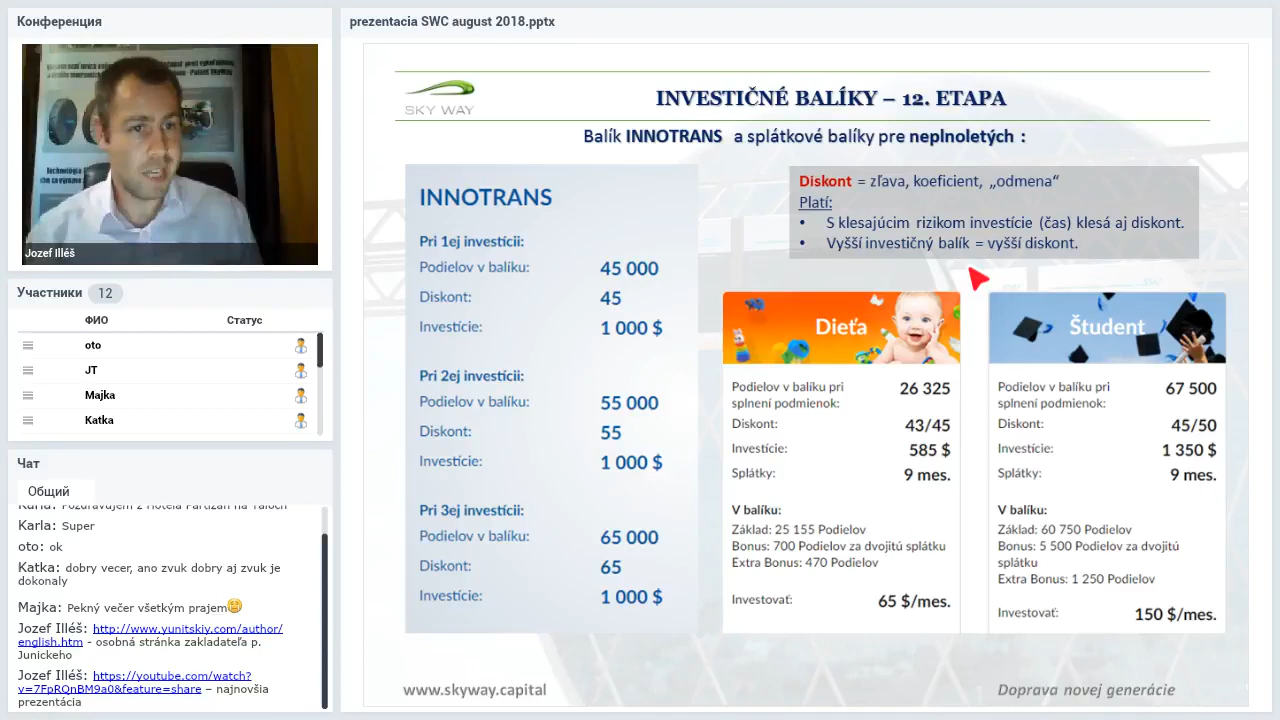 Конференция
Jozef Illéš
Участники 12
ФИО Статус
oto
JT
Majka
Katka
Чат
Общий
Karla: Pozdravujem z Hotela Partizán na Táľoch
Karla: Super
oto: ok
Katka: dobry vecer, ano zvuk dobry aj zvuk je
dokonaly
Majka: Pekný večer všetkým prajem
Jozef Illéš: http://www.yunitskiy.com/author/
english.htm - osobná stránka zakladateľa p.
Junickeho
Jozef Illéš: https://youtube.com/watch?
v=7FpRQnBM9a0&feature=share – najnovšia
prezentácia
prezentacia SWC august 2018.pptx
SKY WAY
INVESTIČNÉ BALÍKY – 12. ETAPA
Balík INNOTRANS a splátkové balíky pre neplnoletých :
INNOTRANS
Pri 1ej investícii:
Podielov v balíku: 45 000
Diskont: 45
Investície: 1 000 $
Pri 2ej investícii:
Podielov v balíku: 55 000
Diskont: 55
Investície: 1 000 $
Pri 3ej investícii:
Podielov v balíku: 65 000
Diskont: 65
Investície: 1 000 $
Diskont = zľava, koeficient, „odmena“
Platí:
• S klesajúcim rizikom investície (čas) klesá aj diskont.
• Vyšší investičný balík = vyšší diskont.
Dieťa
Podielov v balíku pri
splnení podmienok: 26 325
Diskont: 43/45
Investície: 585 $
Splátky: 9 mes.
V balíku:
Základ: 25 155 Podielov
Bonus: 700 Podielov za dvojitú splátku
Extra Bonus: 470 Podielov
Investovať: 65 $/mes.
Študent
Podielov v balíku pri
splnení podmienok: 67 500
Diskont: 45/50
Investície: 1 350 $
Splátky: 9 mes.
V balíku:
Základ: 60 750 Podielov
Bonus: 5 500 Podielov za dvojitú
splátku
Extra Bonus: 1 250 Podielov
Investovať: 150 $/mes.
www.skyway.capital
Doprava novej generácie